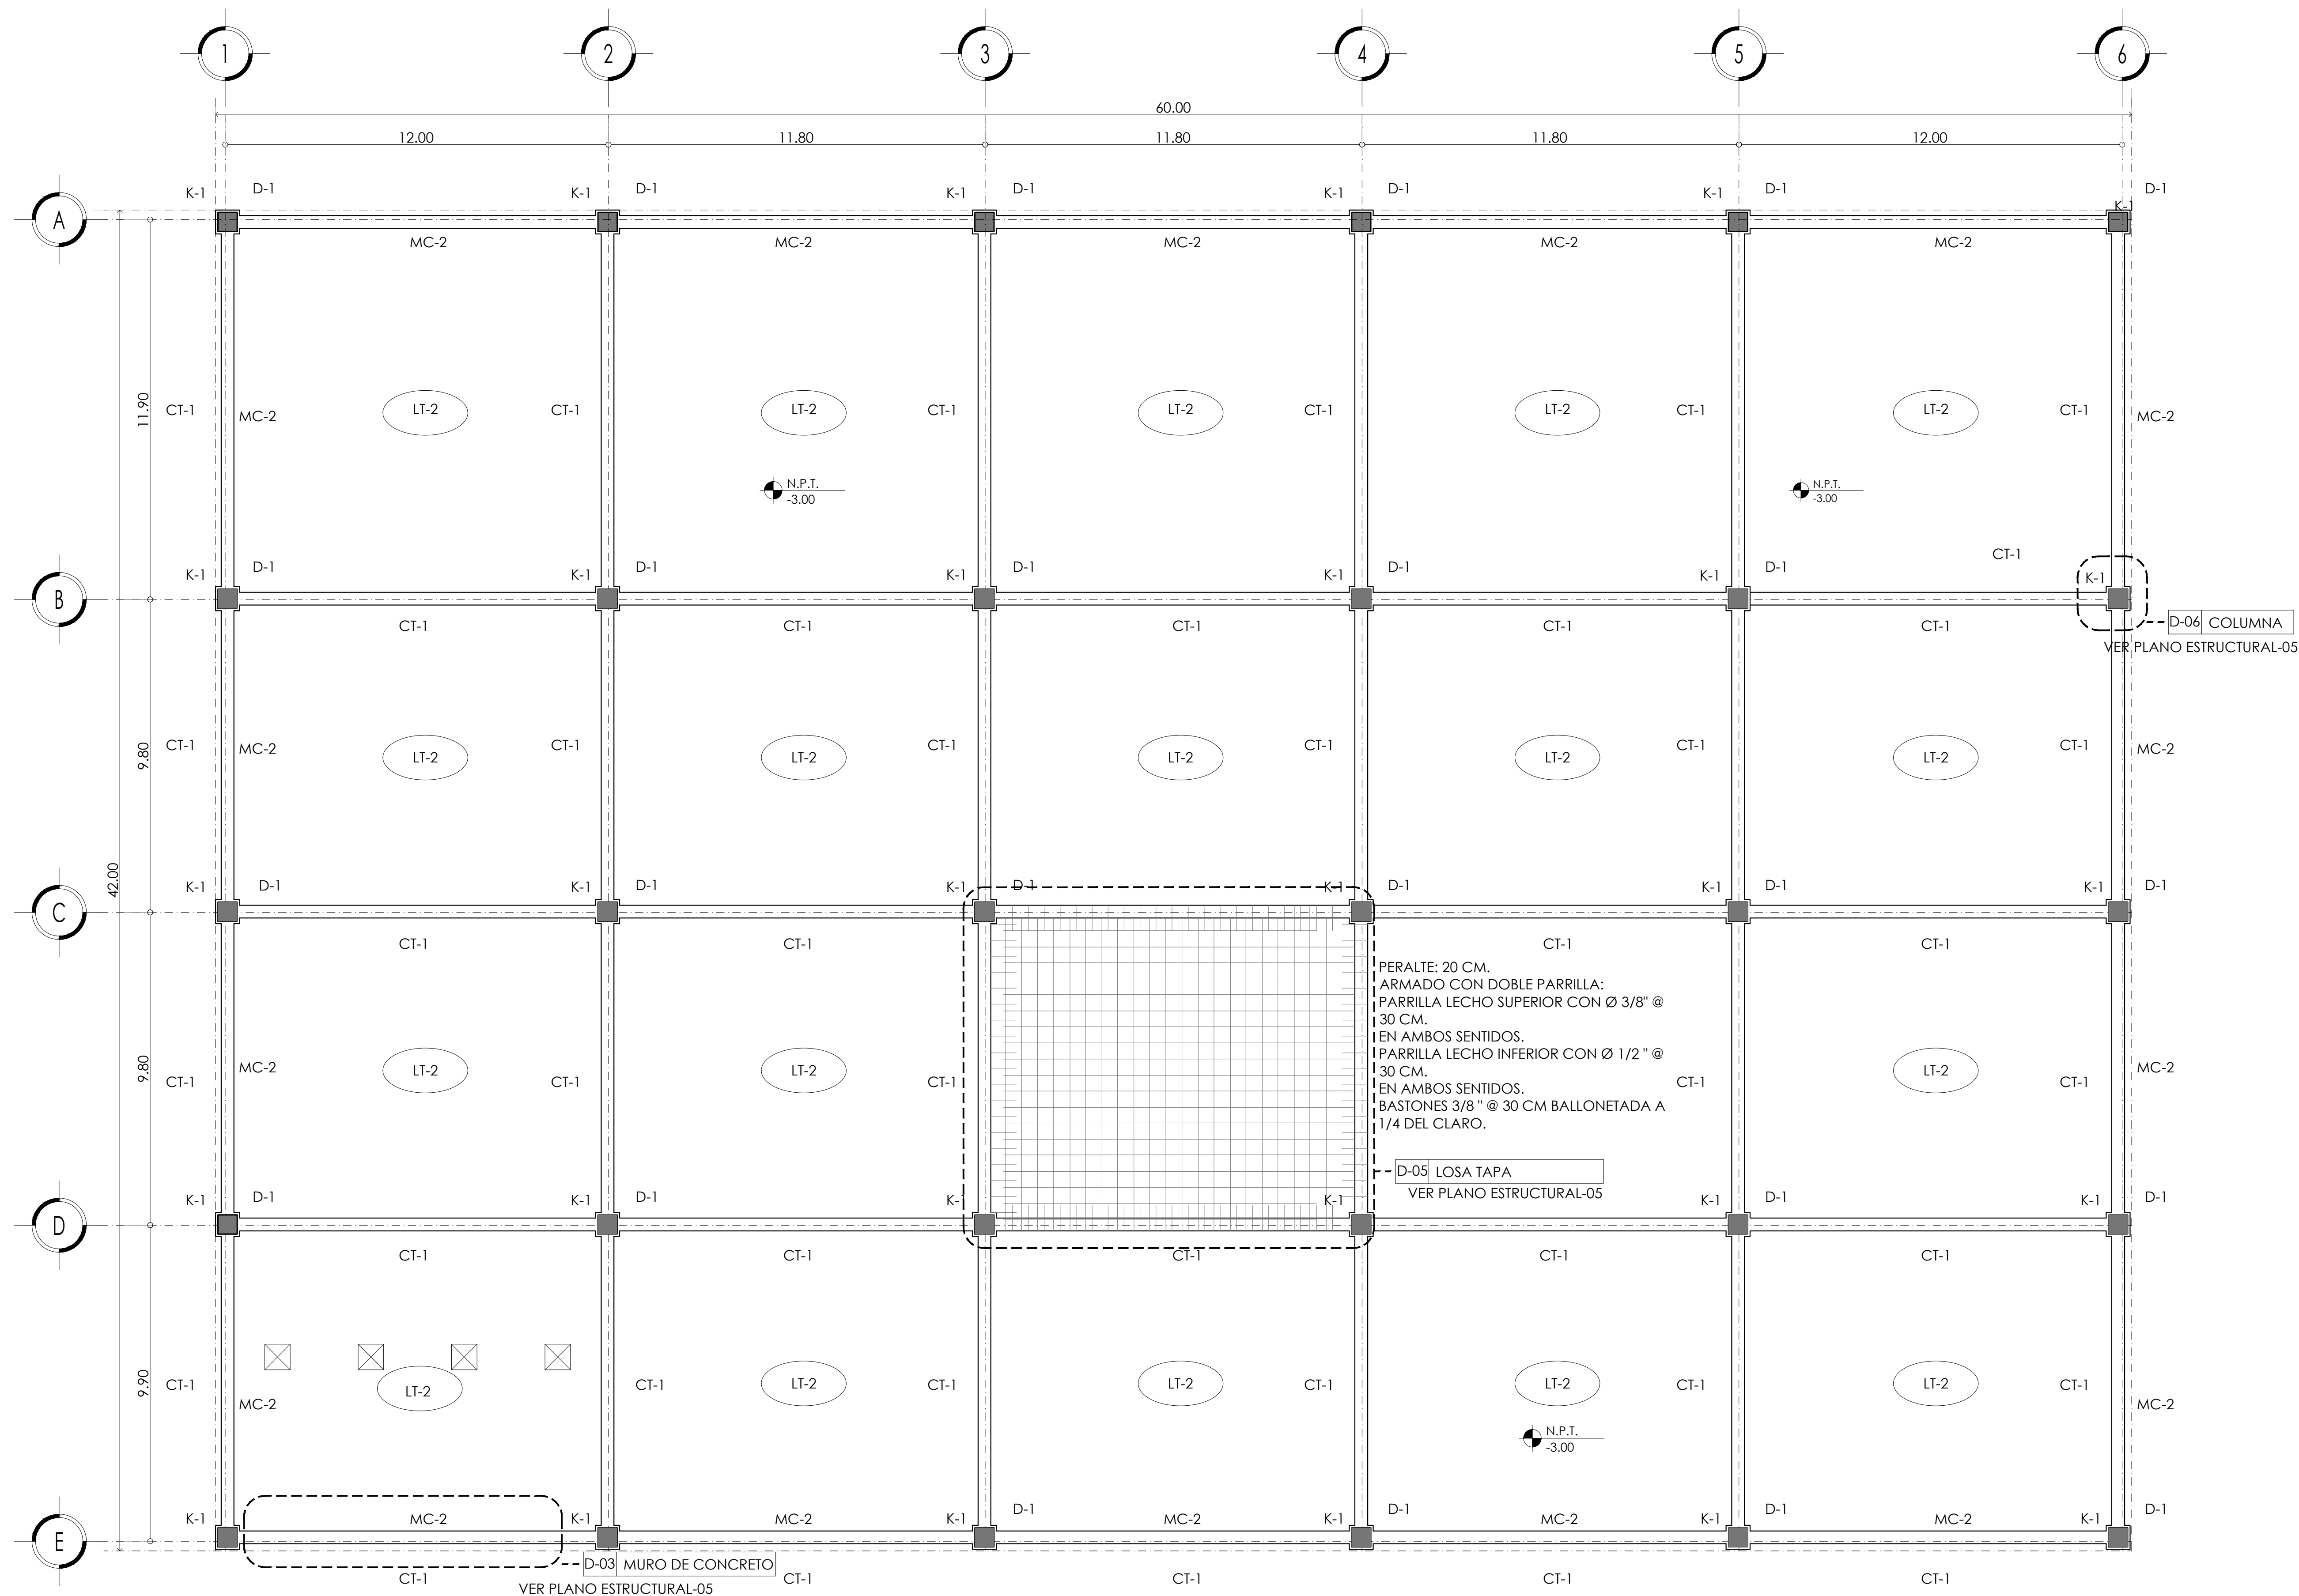 1 2 3 4 5 6
60.00
12.00 11.80 11.80 11.80 12.00
K-1 D-1 K-1 D-1 K-1 D-1 K-1 D-1 K-1 D-1 K-1 D-1
A
MC-2 MC-2 MC-2 MC-2 MC-2
11.90
CT-1 MC-2 LT-2 CT-1 LT-2 CT-1 LT-2 CT-1 LT-2 CT-1 LT-2 CT-1 MC-2
N.P.T.
-3.00
N.P.T.
-3.00
CT-1
K-1 D-1 K-1 D-1 K-1 D-1 K-1 D-1 K-1 D-1 K-1
B
D-06 COLUMNA
VER PLANO ESTRUCTURAL-05
CT-1 CT-1 CT-1 CT-1 CT-1
9.80
CT-1 MC-2 LT-2 CT-1 LT-2 CT-1 LT-2 CT-1 LT-2 CT-1 LT-2 CT-1 MC-2
42.00
K-1 D-1 K-1 D-1 K-1 D-1 K-1 D-1 K-1 D-1 K-1 D-1
C
CT-1 CT-1 CT-1 CT-1
PERALTE: 20 CM.
ARMADO CON DOBLE PARRILLA:
PARRILLA LECHO SUPERIOR CON Ø 3/8" @
30 CM.
EN AMBOS SENTIDOS.
PARRILLA LECHO INFERIOR CON Ø 1/2 " @
30 CM.
EN AMBOS SENTIDOS.
BASTONES 3/8 " @ 30 CM BALLONETADA A
1/4 DEL CLARO.
9.80
CT-1 MC-2 LT-2 CT-1 LT-2 CT-1 CT-1 LT-2 CT-1 MC-2
D-05 LOSA TAPA
VER PLANO ESTRUCTURAL-05
K-1 D-1 K-1 D-1 K-1 K-1 K-1 D-1 K-1 D-1
D
CT-1 CT-1 CT-1 CT-1 CT-1
9.90
CT-1 MC-2 LT-2 CT-1 LT-2 CT-1 LT-2 CT-1 LT-2 CT-1 LT-2 CT-1 MC-2
N.P.T.
-3.00
K-1 MC-2 K-1 MC-2 K-1 D-1 MC-2 K-1 D-1 MC-2 K-1 D-1 MC-2 K-1 D-1
E
D-03 MURO DE CONCRETO
VER PLANO ESTRUCTURAL-05
CT-1 CT-1 CT-1 CT-1 CT-1